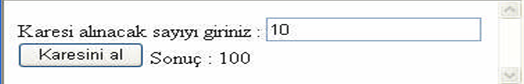 Karesi alınacak sayıyı giriniz : 10
Karesini al Sonuç : 100